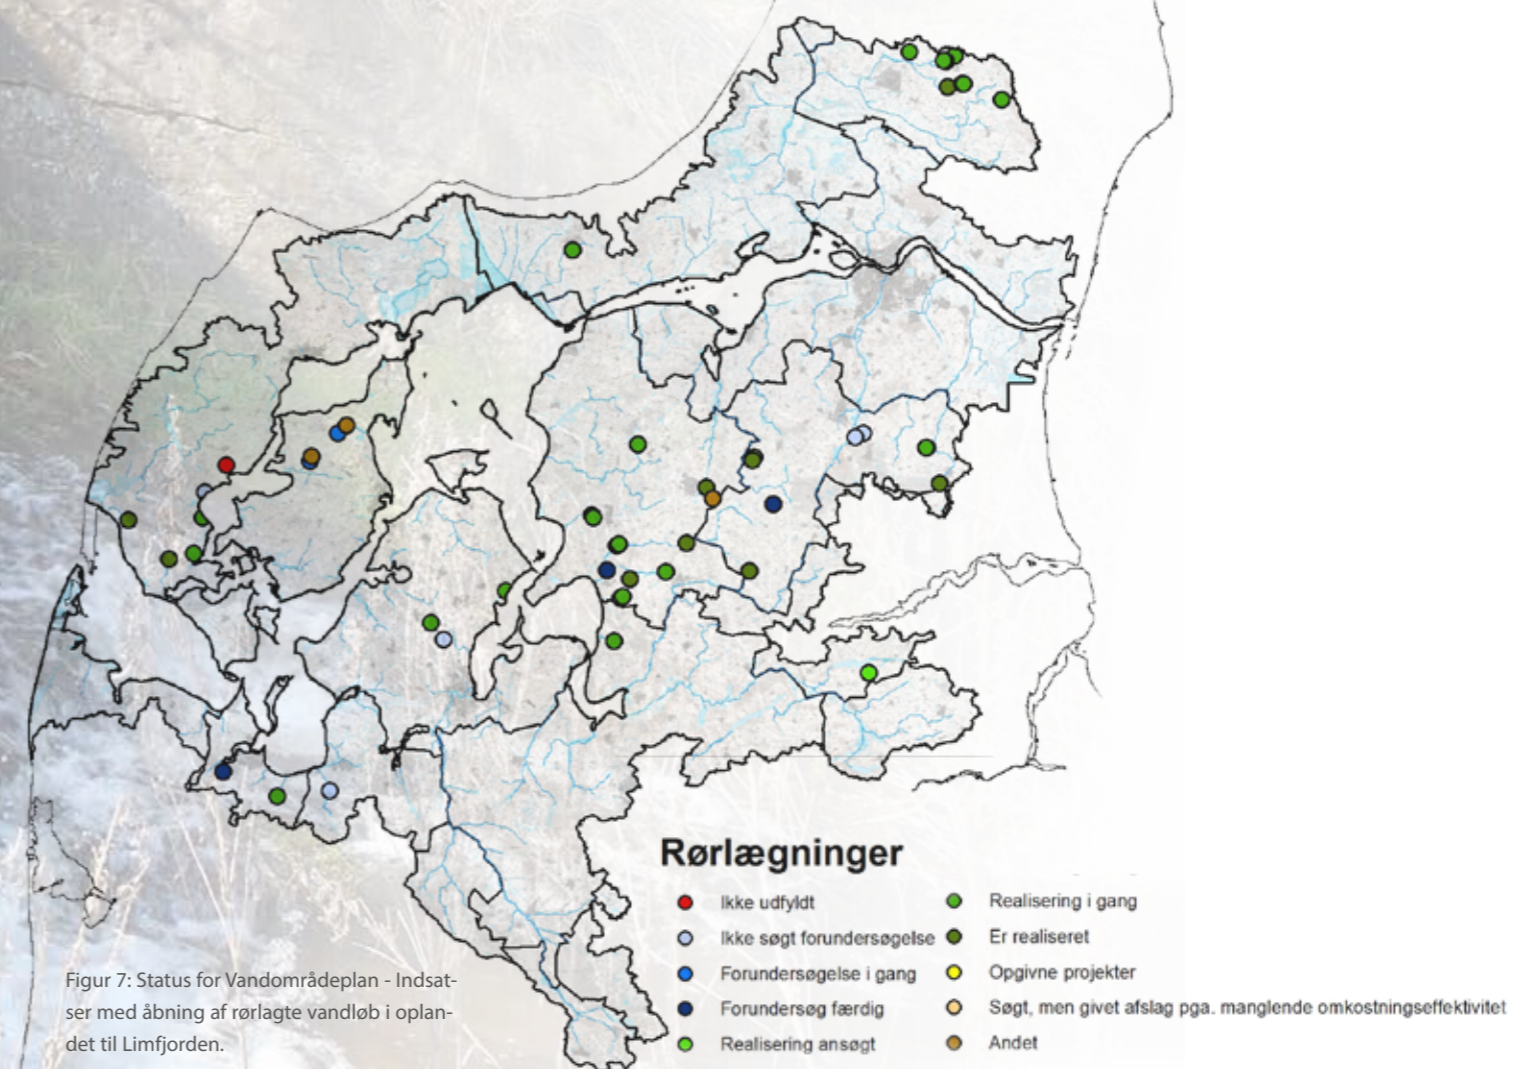 Rørlægninger
Ikke udfyldt
Ikke søgt forundersøgelse
Forundersøgelse i gang
Forundersøg færdig
Realisering ansøgt
Realisering i gang
Er realiseret
Opgivne projekter
Søgt, men givet afslag pga. manglende omkostningseffektivitet
Andet
Figur 7: Status for Vandområdeplan - Indsat-
ser med åbning af rørlagte vandløb i oplan-
det til Limfjorden.